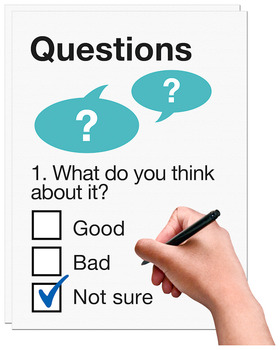 Questions
?
?
1. What do you think
about it?
Good
Bad
Not sure